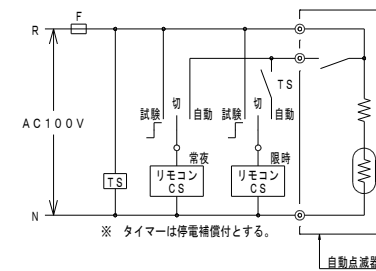 F
R
TS
試験
切
自動
試験
切
自動
AC100V
常夜
限時
TS
リモコン
CS
リモコン
CS
N
※ タイマーは停電補償付とする。
自動点滅器